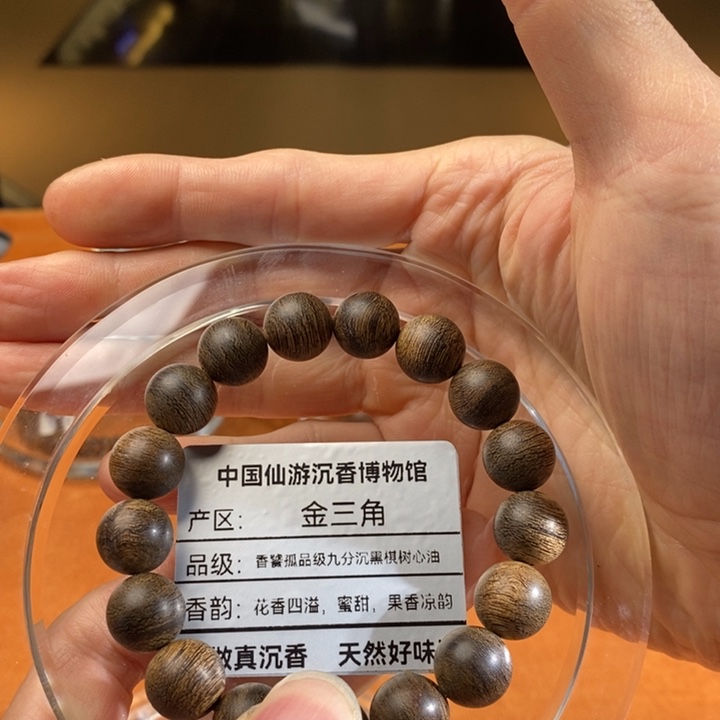 中国仙游沉香博物馆
产区: 金三角
品级: 香饕孤品级九分沉黑棋树心油
香韵: 花香四溢，蜜甜，果香凉韵
做真沉香 天然好味